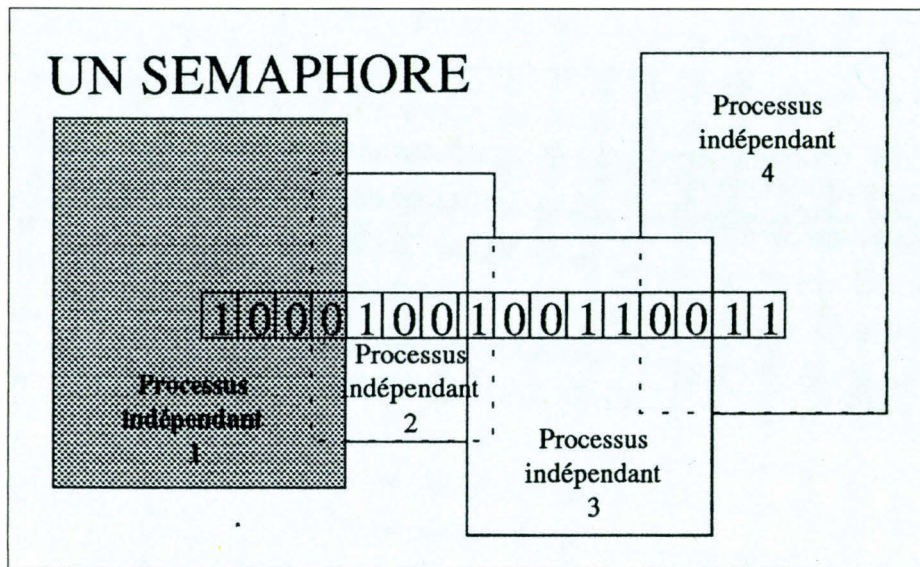 UN SEMAPHORE
Processus
indépendant
4
1000100100110011
Processus
indépendant
1
Processus
indépendant
2
Processus
indépendant
3